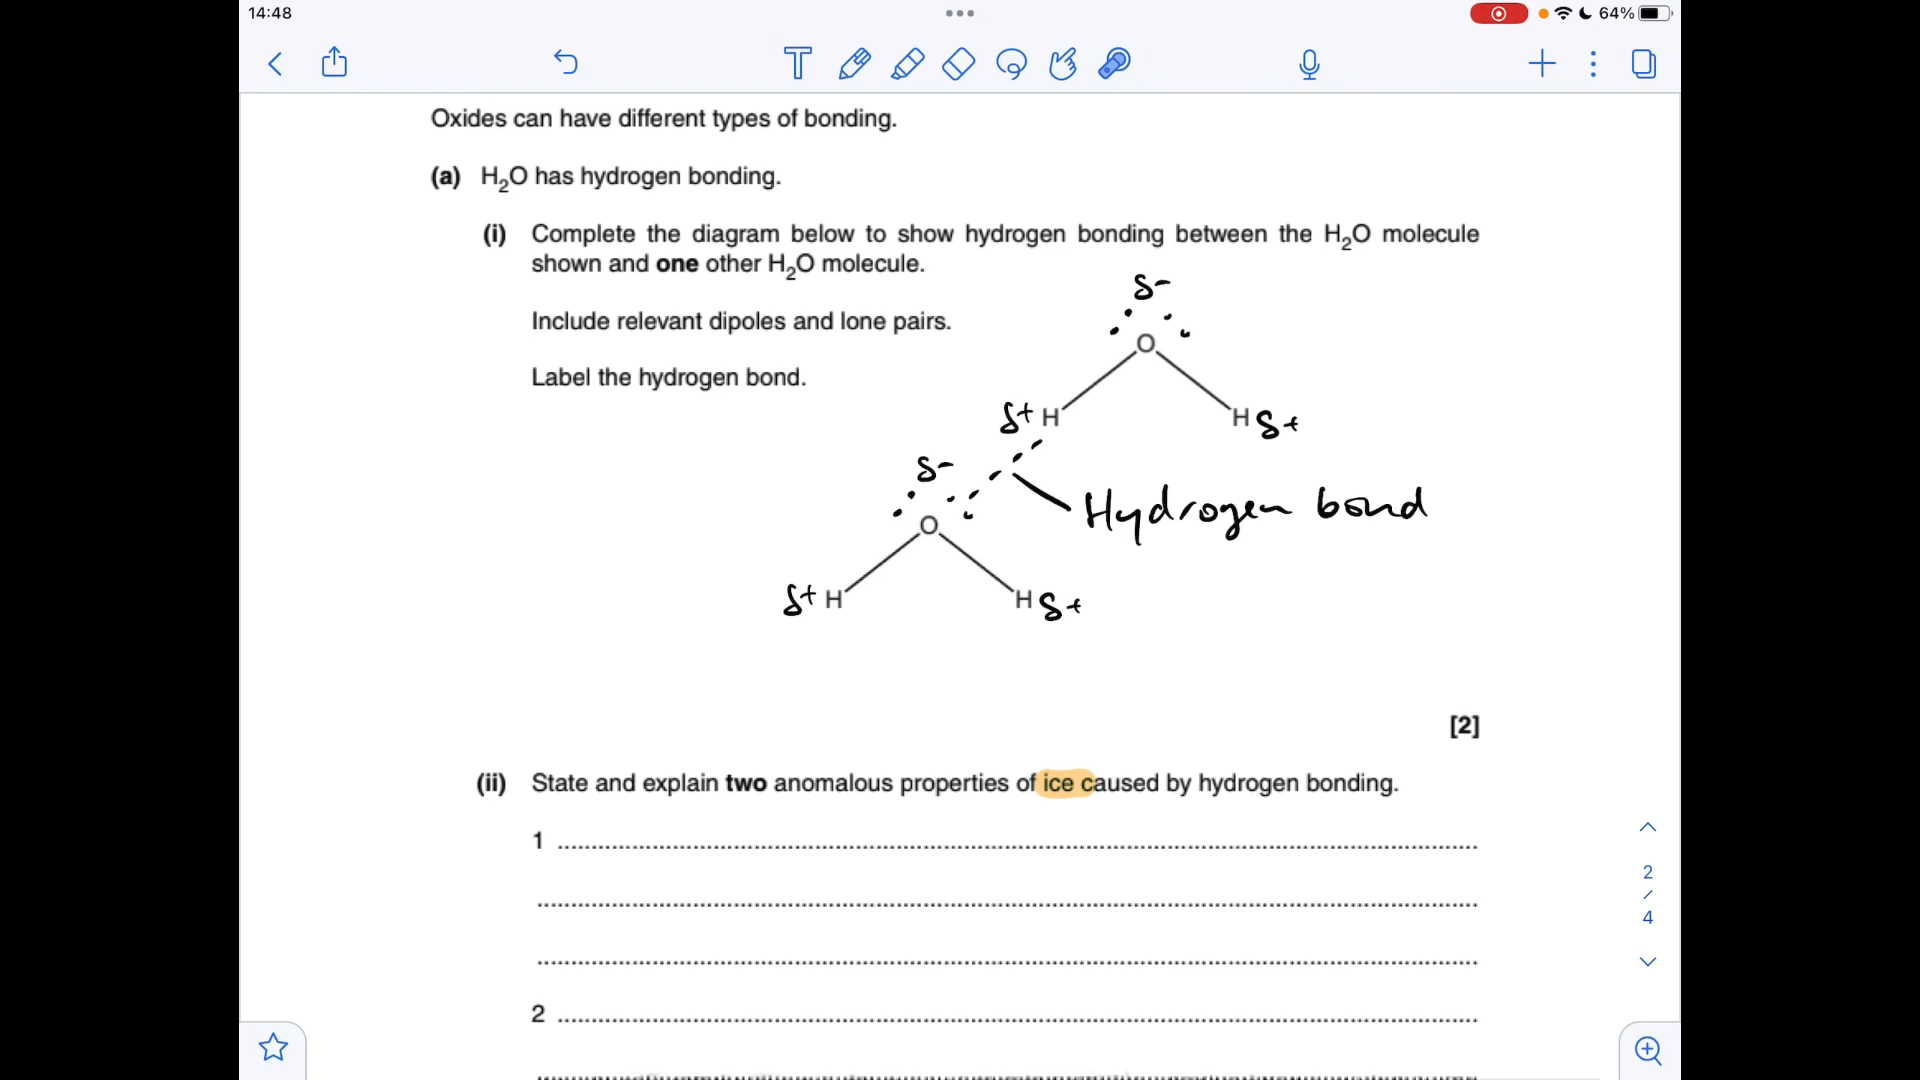 14:48
64%
Oxides can have different types of bonding.
(a) H₂O has hydrogen bonding.
(i) Complete the diagram below to show hydrogen bonding between the H₂O molecule
shown and one other H₂O molecule.
δ-
Include relevant dipoles and lone pairs.
O
Label the hydrogen bond.
δ+ H
H δ+
δ-
Hydrogen bond
O
δ+ H
H δ+
[2]
(ii) State and explain two anomalous properties of ice caused by hydrogen bonding.
1
2
/
4
2